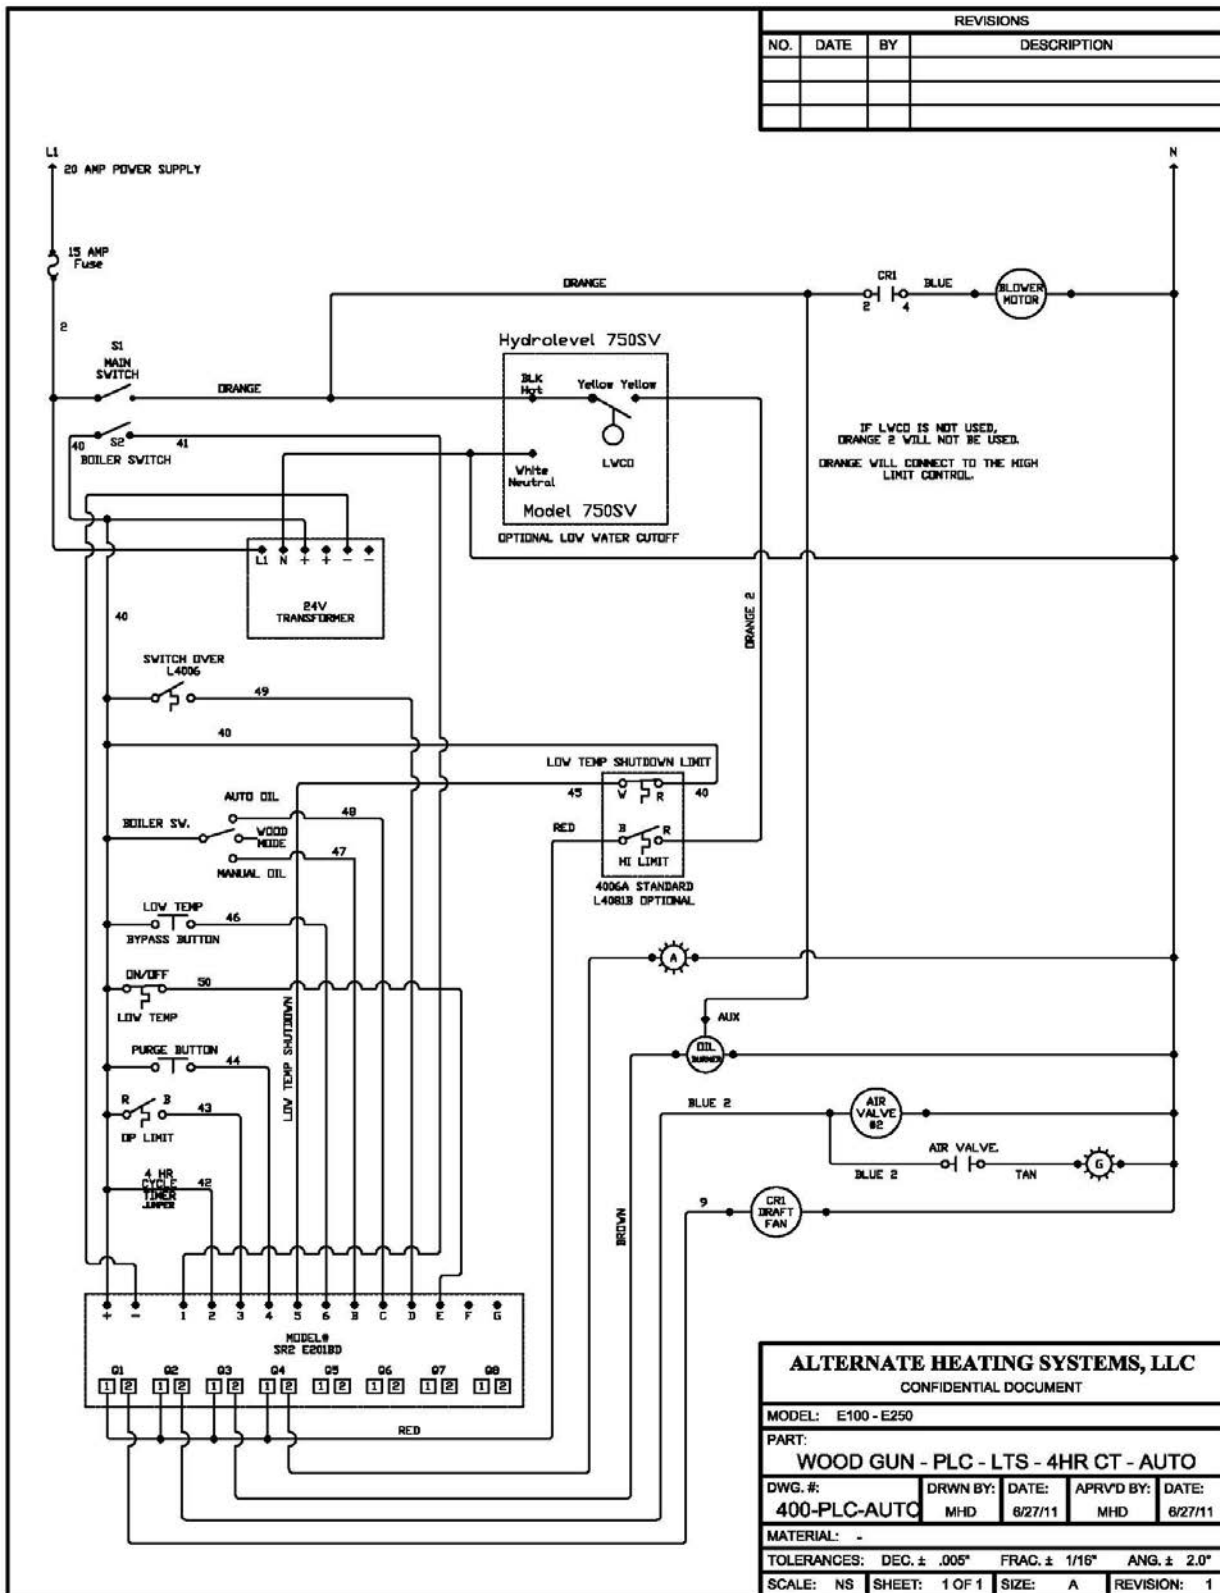 REVISIONS
NO. DATE BY DESCRIPTION
L1
20 AMP POWER SUPPLY
N
15 AMP
Fuse
2
ORANGE
CR1
2 4
BLUE
BLOWER
MOTOR
S1
MAIN
SWITCH
ORANGE
Hydrolevel 750SV
BLK
Hot
Yellow Yellow
LWCO
White
Neutral
Model 750SV
OPTIONAL LOW WATER CUTOFF
40 S2 41
BOILER SWITCH
IF LWCO IS NOT USED,
ORANGE 2 WILL NOT BE USED.
ORANGE WILL CONNECT TO THE HIGH
LIMIT CONTROL.
L1 N + + - -
24V
TRANSFORMER
40
ORANGE 2
SWITCH OVER
L4006
49
40
LOW TEMP SHUTDOWN LIMIT
45 W R 40
RED B R
HI LIMIT
4006A STANDARD
L4081B OPTIONAL
AUTO OIL
48
BOILER SW.
WOOD
MODE
47
MANUAL OIL
LOW TEMP
46
BYPASS BUTTON
ON/OFF
50
LOW TEMP
LOW TEMP SHUTDOWN
PURGE BUTTON
44
R B
43
OP LIMIT
4 HR
CYCLE
TIMER
JUMPER
42
A
AUX
OIL
BURNER
BLUE 2
AIR
VALVE
#2
AIR VALVE.
BLUE 2
TAN
G
BROWN
9
CR1
DRAFT
FAN
+ - 1 2 3 4 5 6 B C D E F G
MODEL#
SR2 E201BD
Q1 Q2 Q3 Q4 Q5 Q6 Q7 Q8
1 2 1 2 1 2 1 2 1 2 1 2 1 2 1 2
RED
ALTERNATE HEATING SYSTEMS, LLC
CONFIDENTIAL DOCUMENT
MODEL: E100 - E250
PART:
WOOD GUN - PLC - LTS - 4HR CT - AUTO
DWG. #: DRWN BY: DATE: APRV'D BY: DATE:
400-PLC-AUTO MHD 6/27/11 MHD 6/27/11
MATERIAL: -
TOLERANCES: DEC. ± .005" FRAC. ± 1/16" ANG. ± 2.0°
SCALE: NS SHEET: 1 OF 1 SIZE: A REVISION: 1